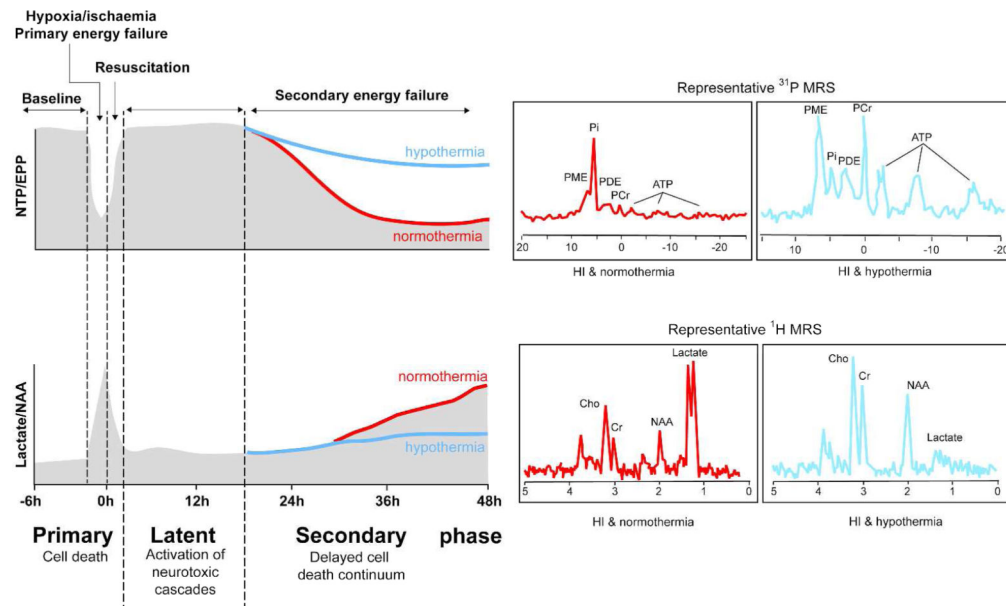 Hypoxia/ischaemia
Primary energy failure
Resuscitation
Baseline
Secondary energy failure
NTP/EPP
hypothermia
normothermia
Lactate/NAA
normothermia
hypothermia
-6h 0h 12h 24h 36h 48h
Primary Latent Secondary phase
Cell death
Activation of
neurotoxic
cascades
Delayed cell
death continuum
Representative ³¹P MRS
Pi
PME
PDE
PCr
ATP
20 10 0 -10 -20
HI & normothermia
PME
PCr
Pi
PDE
ATP
10 0 -10 -20
HI & hypothermia
Representative ¹H MRS
Lactate
Cho
Cr
NAA
5 4 3 2 1 0
HI & normothermia
Cho
Cr
NAA
Lactate
5 4 3 2 1 0
HI & hypothermia